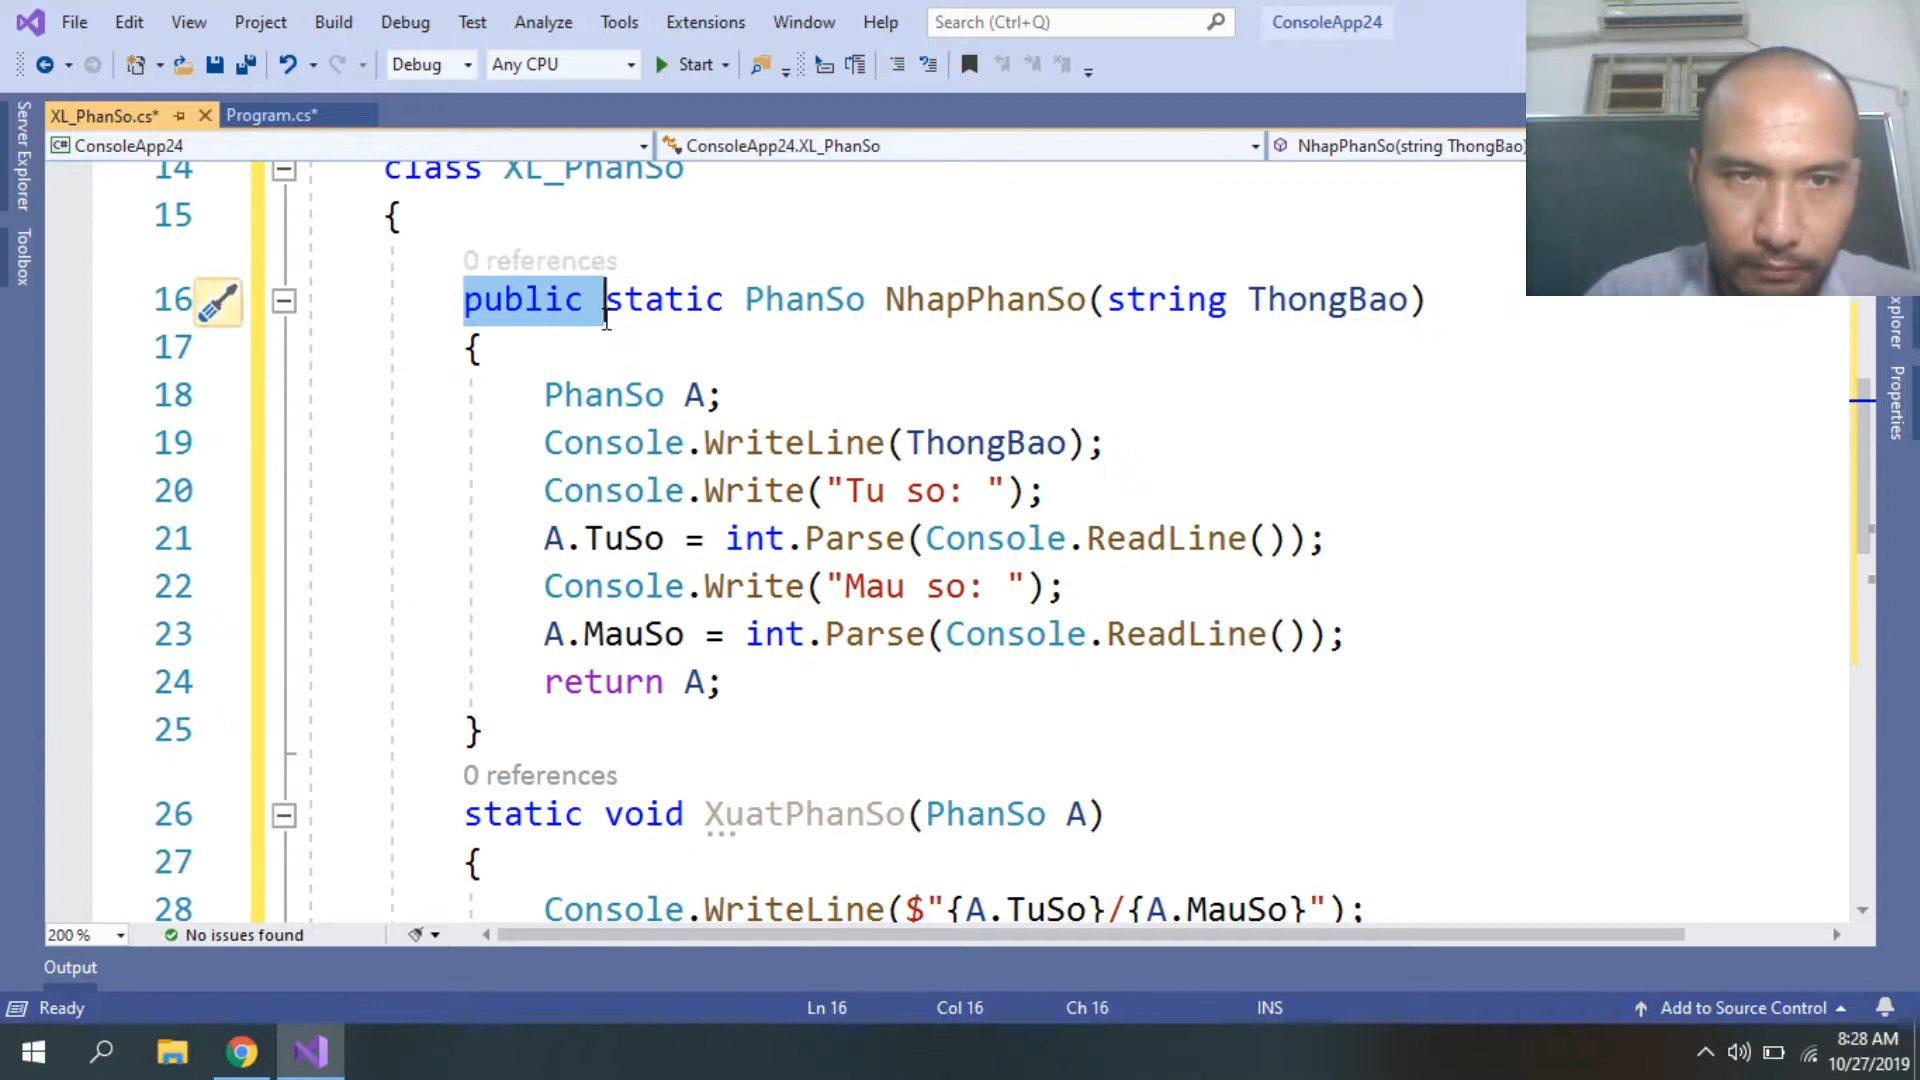 File Edit View Project Build Debug Test Analyze Tools Extensions Window Help Search (Ctrl+Q) ConsoleApp24
Debug Any CPU Start
XL_PhanSo.cs* Program.cs*
C# ConsoleApp24 ConsoleApp24.XL_PhanSo NhapPhanSo(string ThongBao)
Server Explorer
Toolbox
14 class XL_PhanSo
15 {
0 references
16 public static PhanSo NhapPhanSo(string ThongBao)
17 {
18 PhanSo A;
19 Console.WriteLine(ThongBao);
20 Console.Write("Tu so: ");
21 A.TuSo = int.Parse(Console.ReadLine());
22 Console.Write("Mau so: ");
23 A.MauSo = int.Parse(Console.ReadLine());
24 return A;
25 }
0 references
26 static void XuatPhanSo(PhanSo A)
27 {
28 Console.WriteLine($"{A.TuSo}/{A.MauSo}");
Properties
200 % No issues found
Output
Ready Ln 16 Col 16 Ch 16 INS Add to Source Control
8:28 AM
10/27/2019